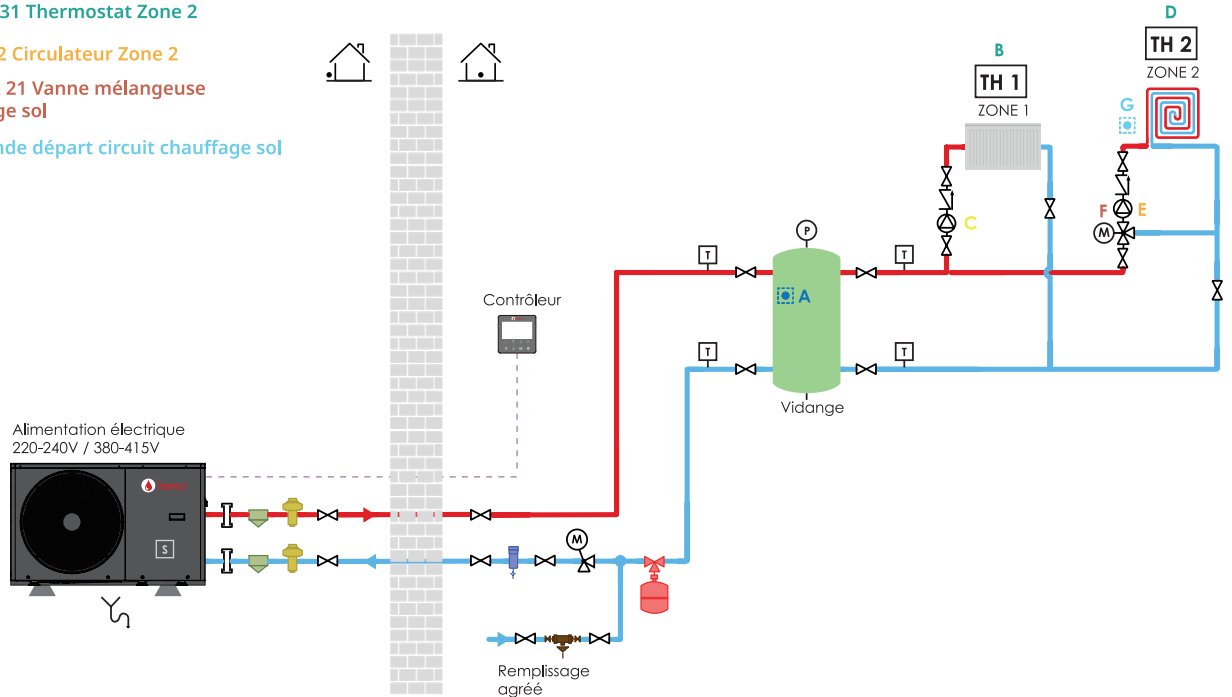 31 Thermostat Zone 2
2 Circulateur Zone 2
21 Vanne mélangeuse
ge sol
nde départ circuit chauffage sol
D
TH 2
ZONE 2
B
TH 1
ZONE 1
G
F
E
M
C
P
T
T
A
Contrôleur
T
T
Vidange
Alimentation électrique
220-240V / 380-415V
S
M
Remplissage
agréé